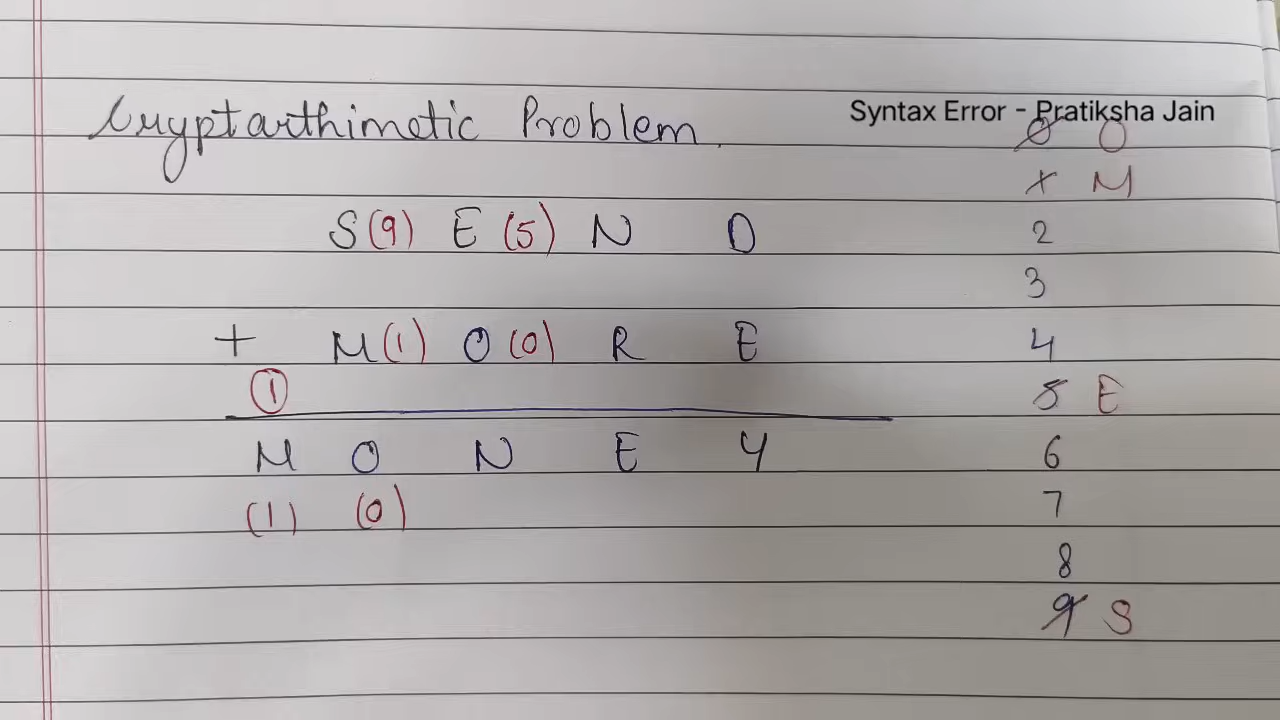 Cryptarthimetic Problem.
Syntax Error - Pratiksha Jain
0 O
1 M
S(9) E(5) N D
2
3
+ M(1) O(0) R E
4
1
5 E
M O N E Y
6
(1) (0)
7
8
9 S